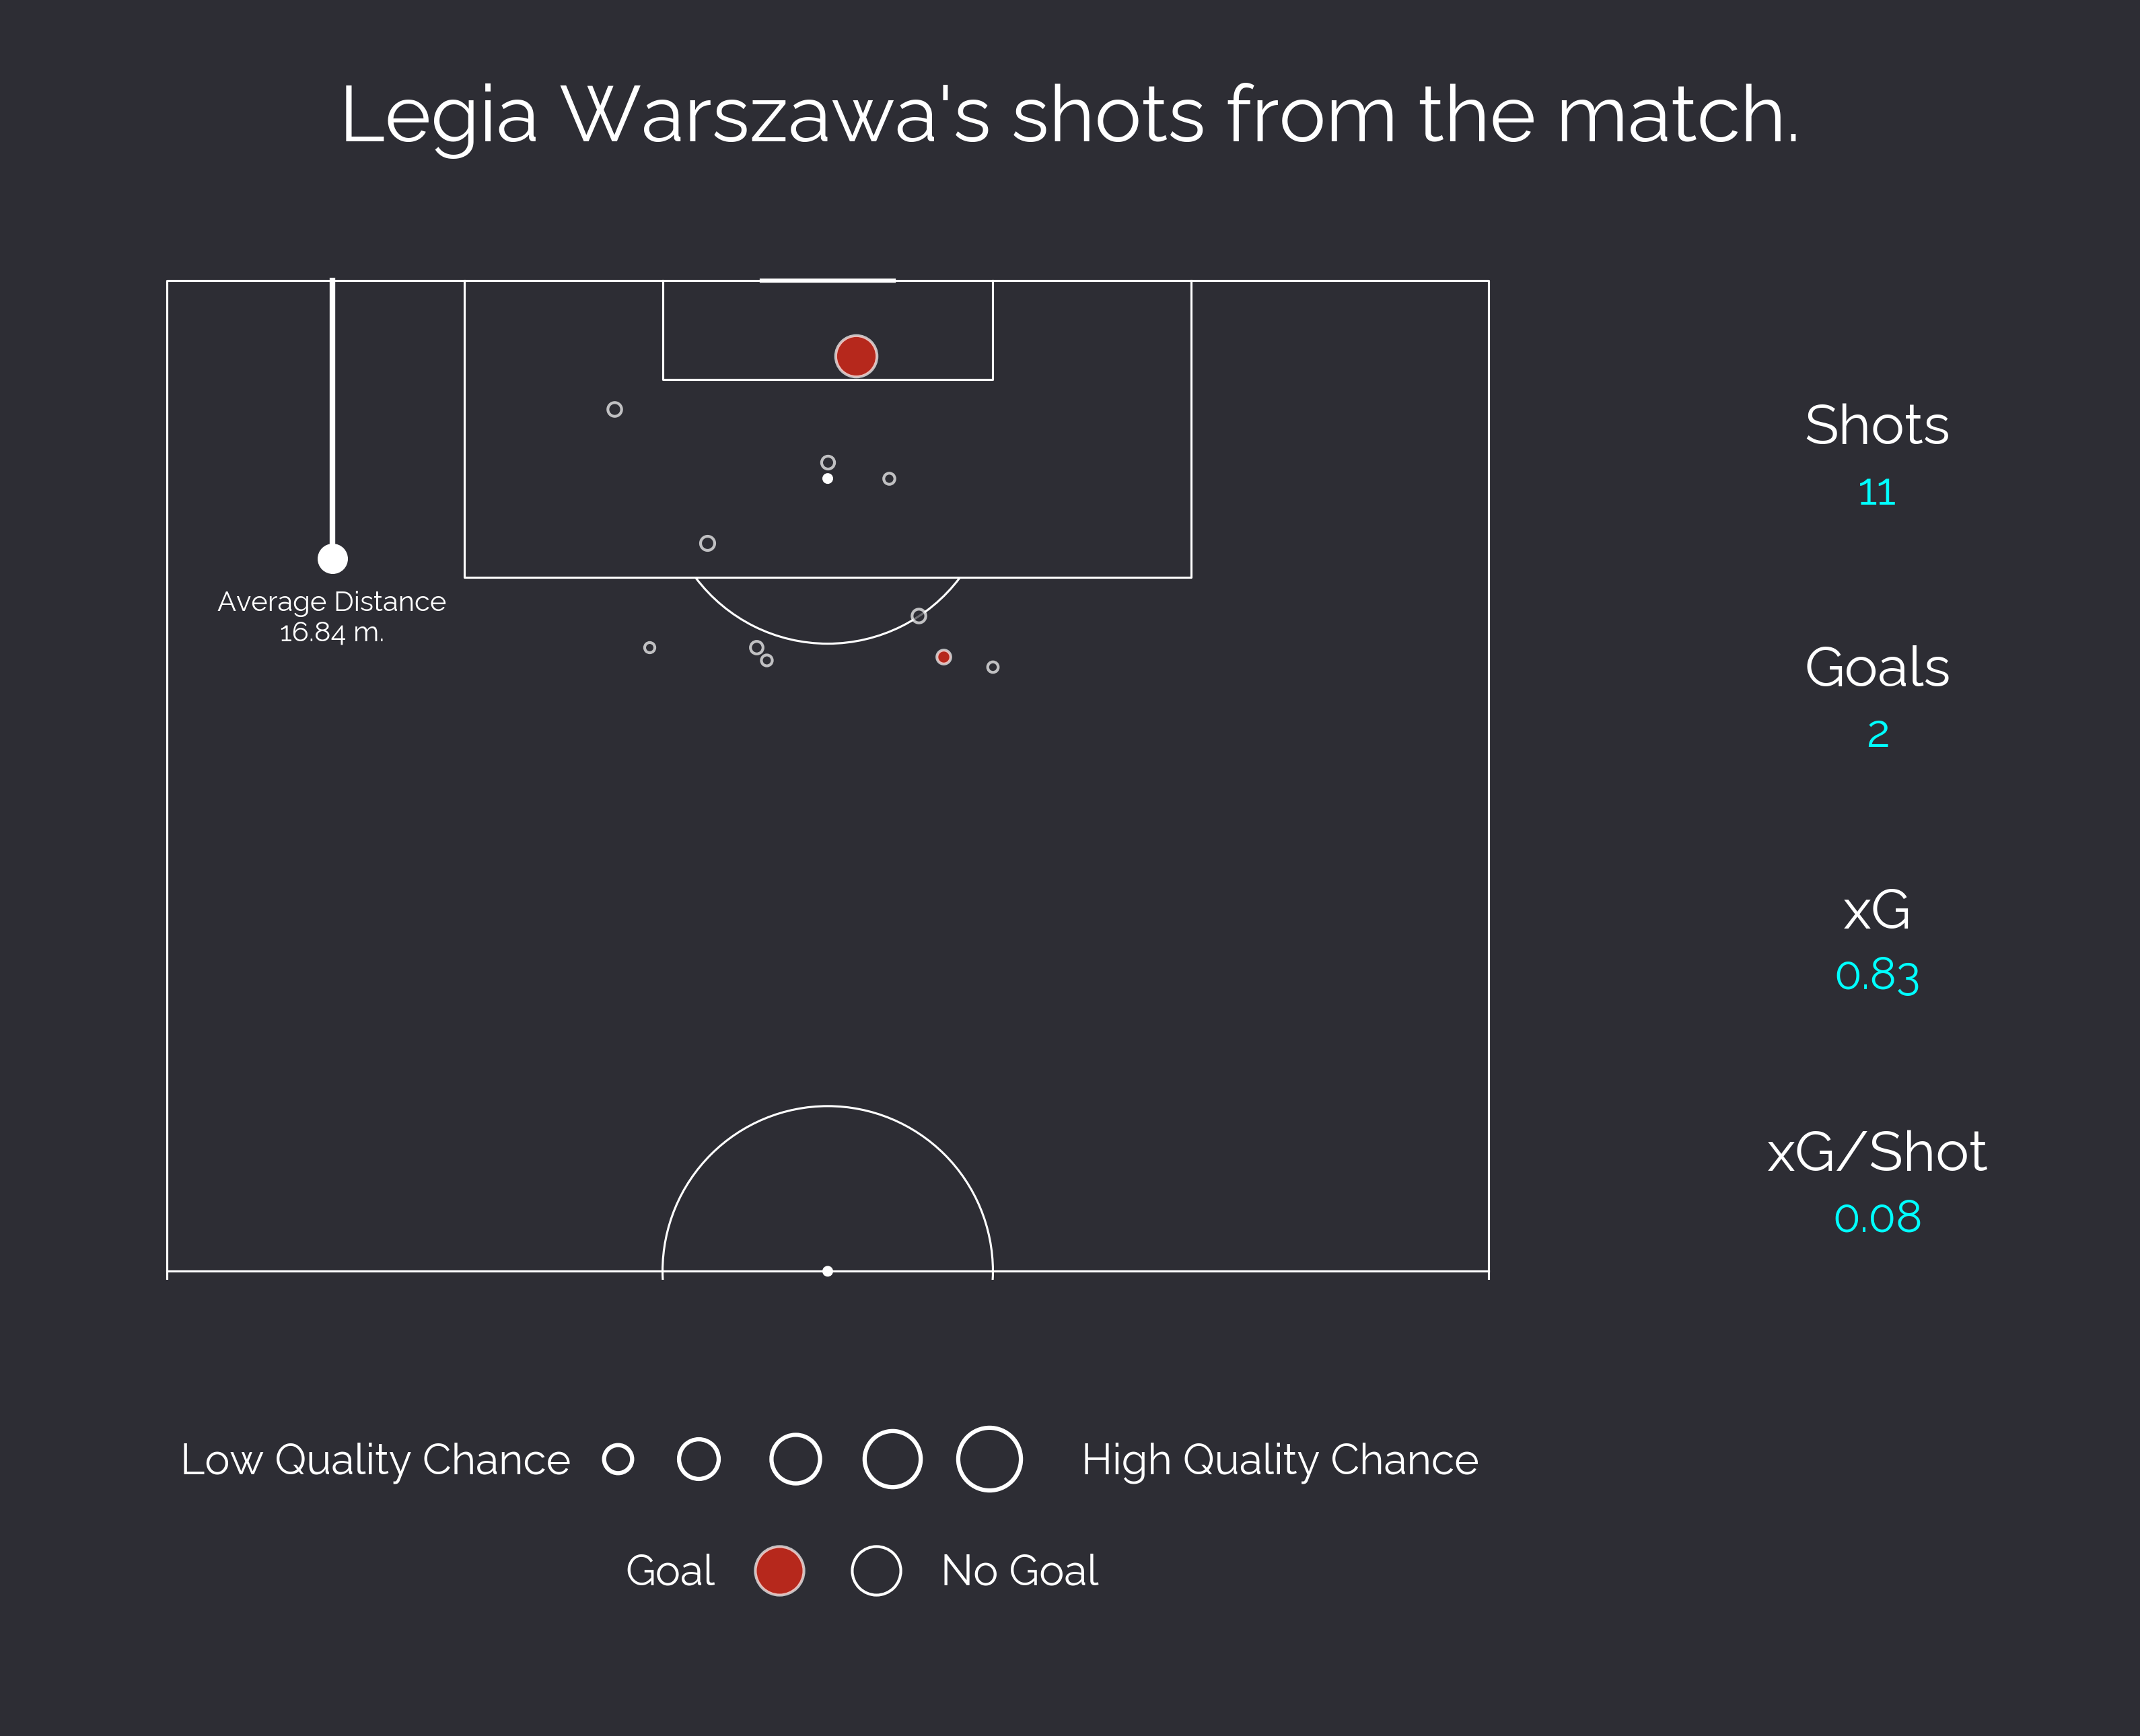 Legia Warszawa's shots from the match.
Average Distance
16.84 m.
Shots
11
Goals
2
xG
0.83
xG/Shot
0.08
Low Quality Chance
High Quality Chance
Goal
No Goal